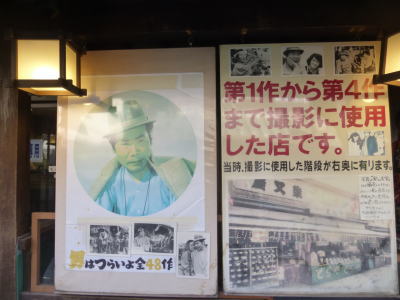 男はつらいよ全48作
第1作から第4作
まで撮影に使用
した店です。
当時、撮影に使用した階段が右奥に有ります。